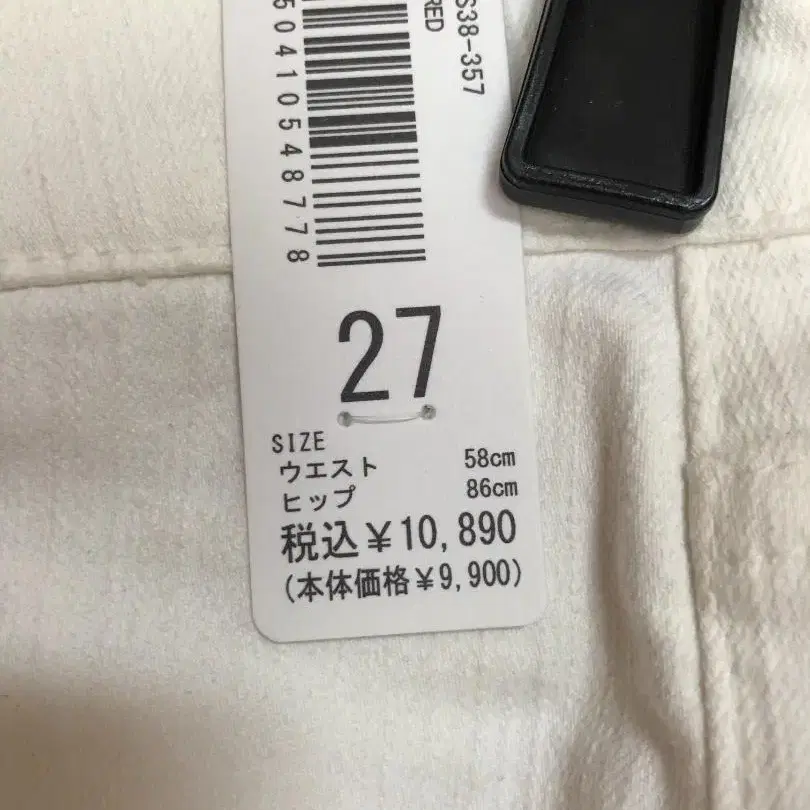 S38-357
RED
50410548778
27
SIZE
ウエスト 58cm
ヒップ 86cm
税込￥10,890
(本体価格￥9,900)